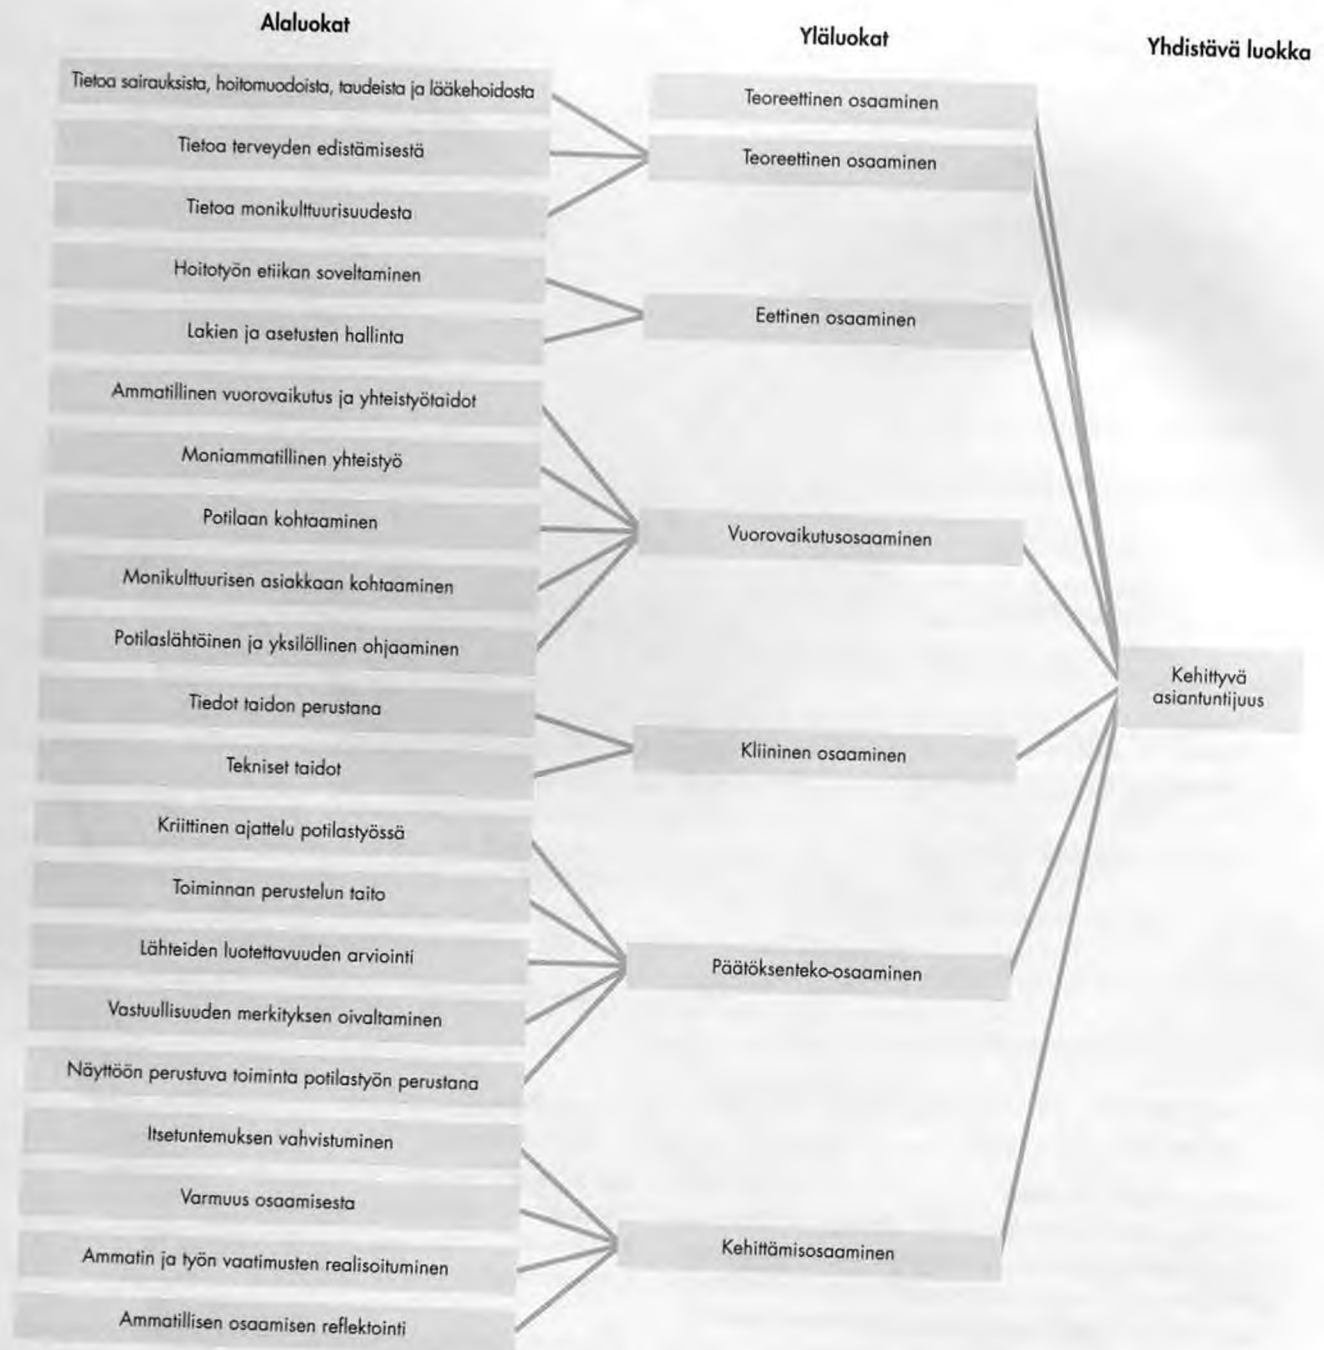 Alaluokat
Yläluokat
Yhdistävä luokka
Tietoa sairauksista, hoitomuodoista, taudeista ja lääkehoidosta
Tietoa terveyden edistämisestä
Tietoa monikulttuurisuudesta
Hoitotyön etiikan soveltaminen
Lakien ja asetusten hallinta
Ammatillinen vuorovaikutus ja yhteistyötaidot
Moniammatillinen yhteistyö
Potilaan kohtaaminen
Monikulttuurisen asiakkaan kohtaaminen
Potilaslähtöinen ja yksilöllinen ohjaaminen
Tiedot taidon perustana
Tekniset taidot
Kriittinen ajattelu potilastyössä
Toiminnan perustelun taito
Lähteiden luotettavuuden arviointi
Vastuullisuuden merkityksen oivaltaminen
Näyttöön perustuva toiminta potilastyön perustana
Itsetuntemuksen vahvistuminen
Varmuus osaamisesta
Ammatin ja työn vaatimusten realisoituminen
Ammatillisen osaamisen reflektointi
Teoreettinen osaaminen
Teoreettinen osaaminen
Eettinen osaaminen
Vuorovaikutusosaaminen
Kliininen osaaminen
Päätöksenteko-osaaminen
Kehittämisosaaminen
Kehittyvä
asiantuntijuus